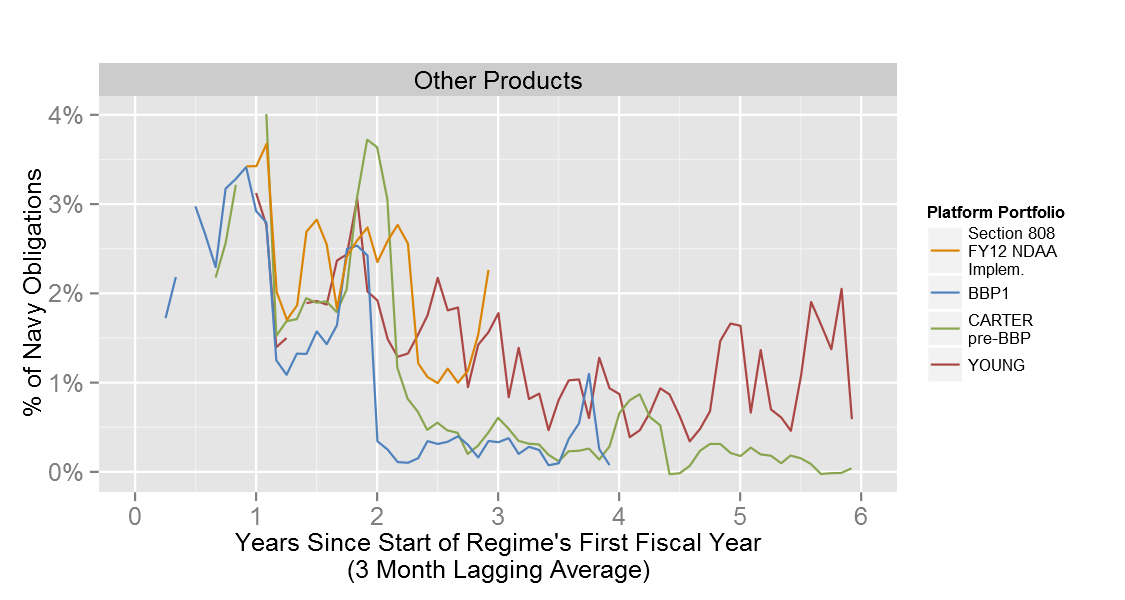 Other Products
4%
3%
2%
1%
0%
% of Navy Obligations
0 1 2 3 4 5 6
Years Since Start of Regime's First Fiscal Year
(3 Month Lagging Average)
Platform Portfolio
Section 808
FY12 NDAA
Implem.
BBP1
CARTER
pre-BBP
YOUNG